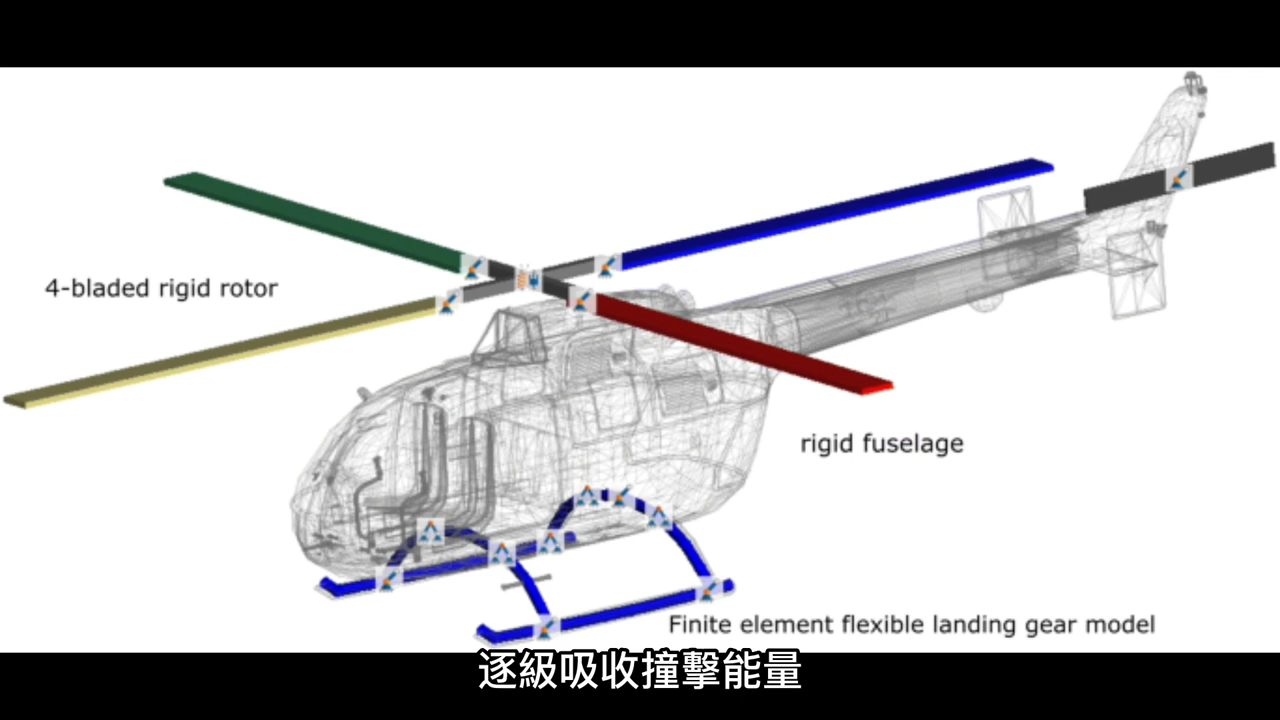 4-bladed rigid rotor
rigid fuselage
Finite element flexible landing gear model
逐級吸收撞擊能量